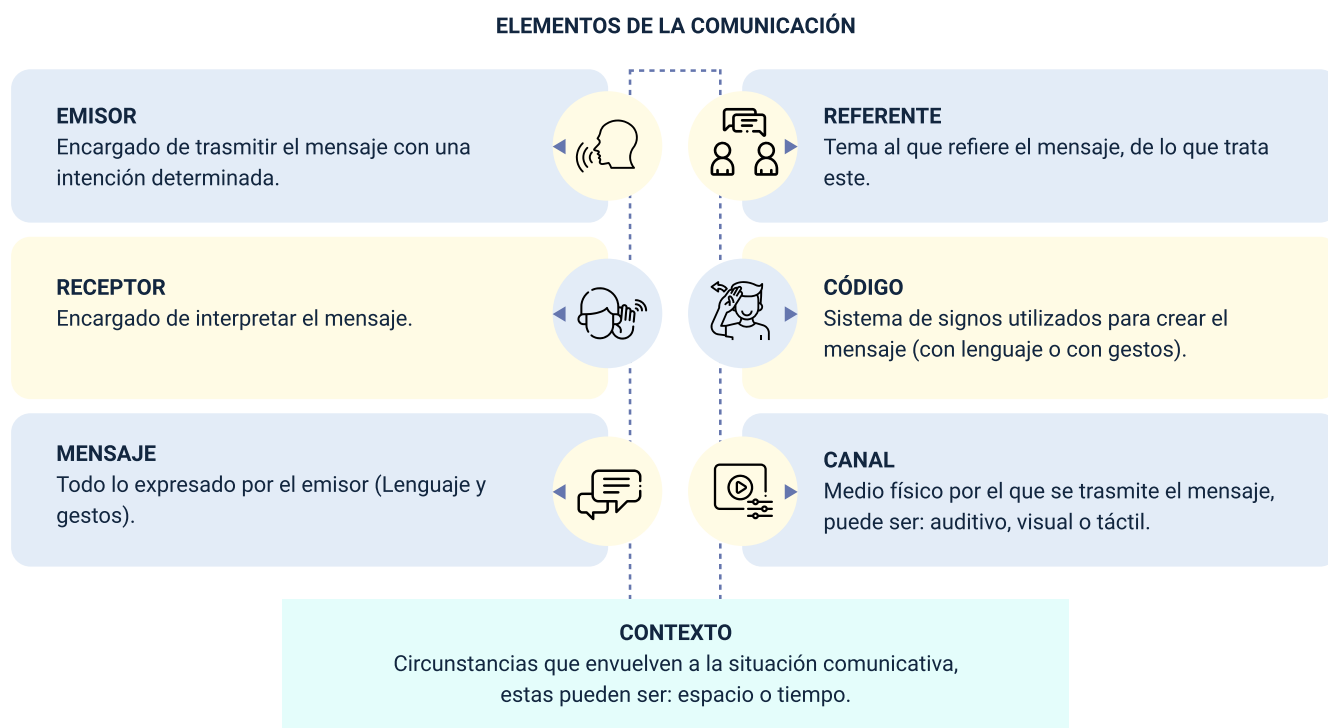 ELEMENTOS DE LA COMUNICACIÓN
EMISOR
Encargado de trasmitir el mensaje con una
intención determinada.
REFERENTE
Tema al que refiere el mensaje, de lo que trata
este.
RECEPTOR
Encargado de interpretar el mensaje.
CÓDIGO
Sistema de signos utilizados para crear el
mensaje (con lenguaje o con gestos).
MENSAJE
Todo lo expresado por el emisor (Lenguaje y
gestos).
CANAL
Medio físico por el que se trasmite el mensaje,
puede ser: auditivo, visual o táctil.
CONTEXTO
Circunstancias que envuelven a la situación comunicativa,
estas pueden ser: espacio o tiempo.